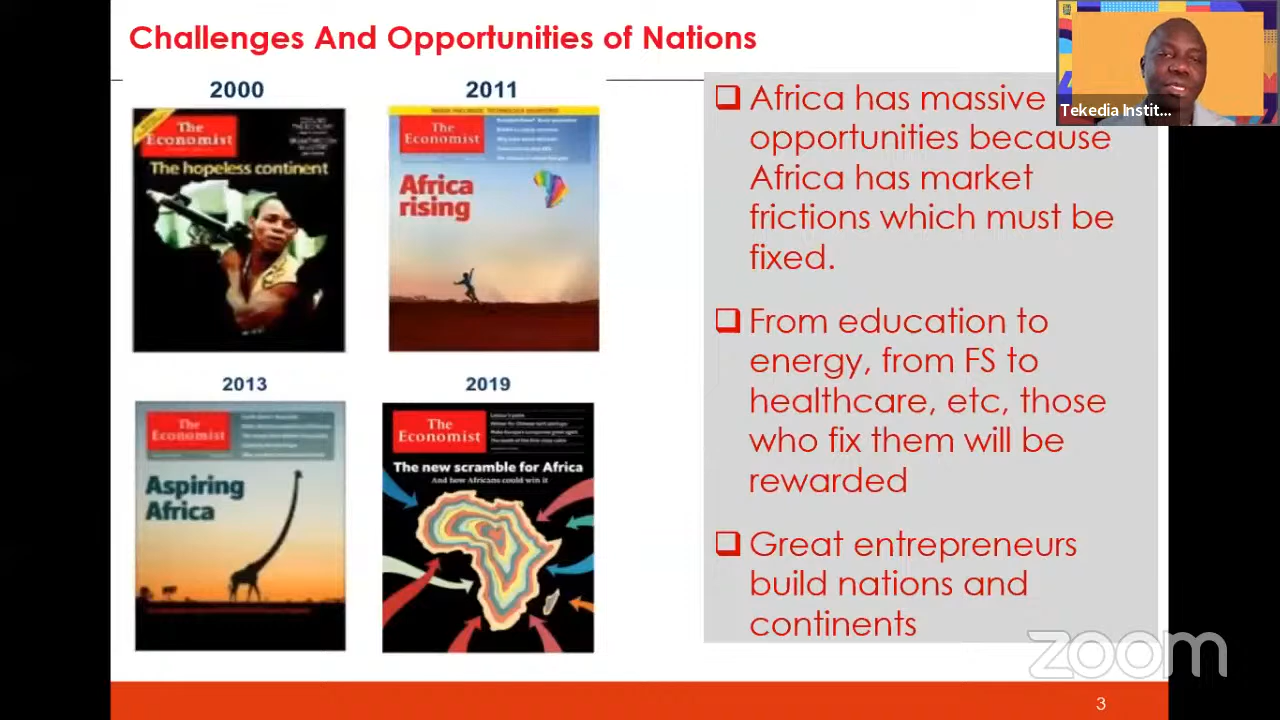 Challenges And Opportunities of Nations
2000
The
Economist
The hopeless continent
2011
The
Economist
Africa
rising
2013
The
Economist
Aspiring
Africa
2019
The
Economist
The new scramble for Africa
And how Africans could win it
❑ Africa has massive
opportunities because
Africa has market
frictions which must be
fixed.
❑ From education to
energy, from FS to
healthcare, etc, those
who fix them will be
rewarded
❑ Great entrepreneurs
build nations and
continents
Tekedia Instit...
zoom
3